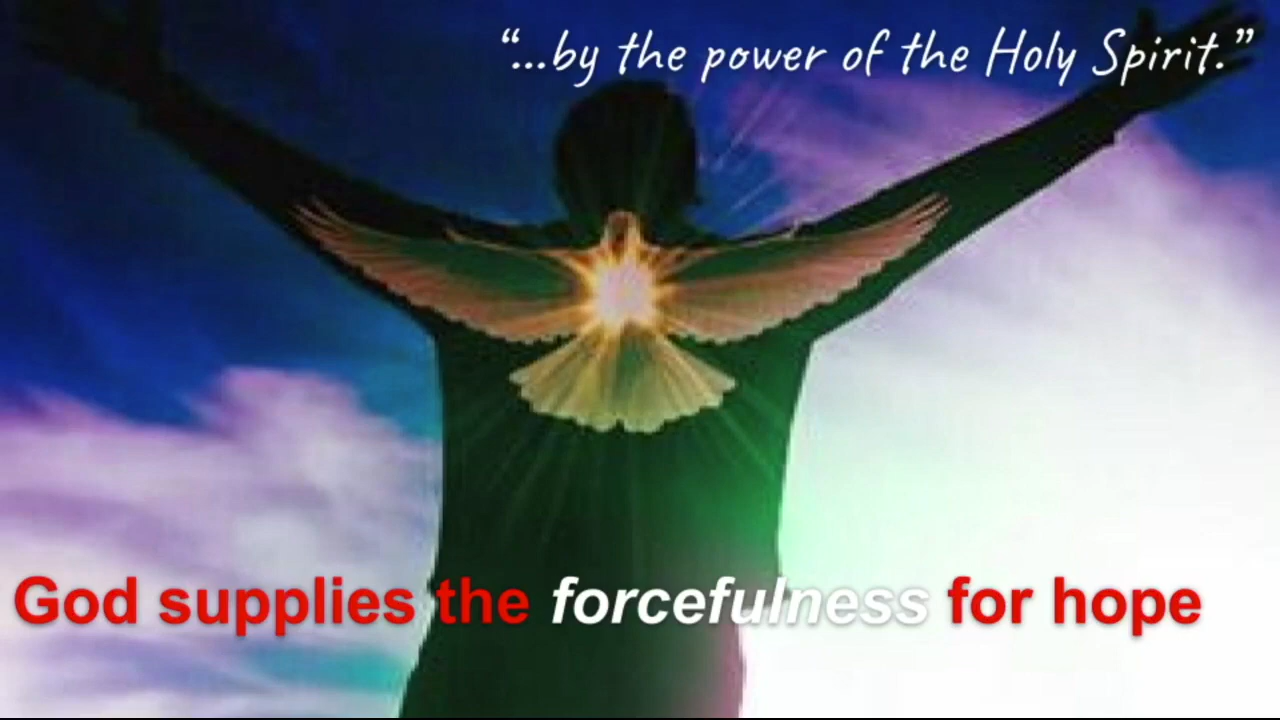 “...by the power of the Holy Spirit.”
God supplies the forcefulness for hope